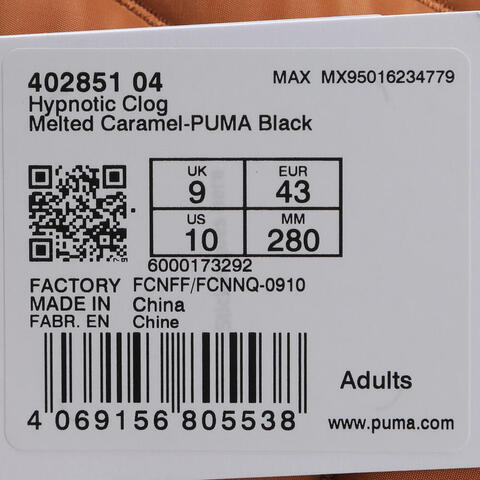 402851 04
MAX MX95016234779
Hypnotic Clog
Melted Caramel-PUMA Black
UK EUR
9 43
US MM
10 280
6000173292
FACTORY FCNFF/FCNNQ-0910
MADE IN China
FABR. EN Chine
Adults
4 069156 805538
www.puma.com